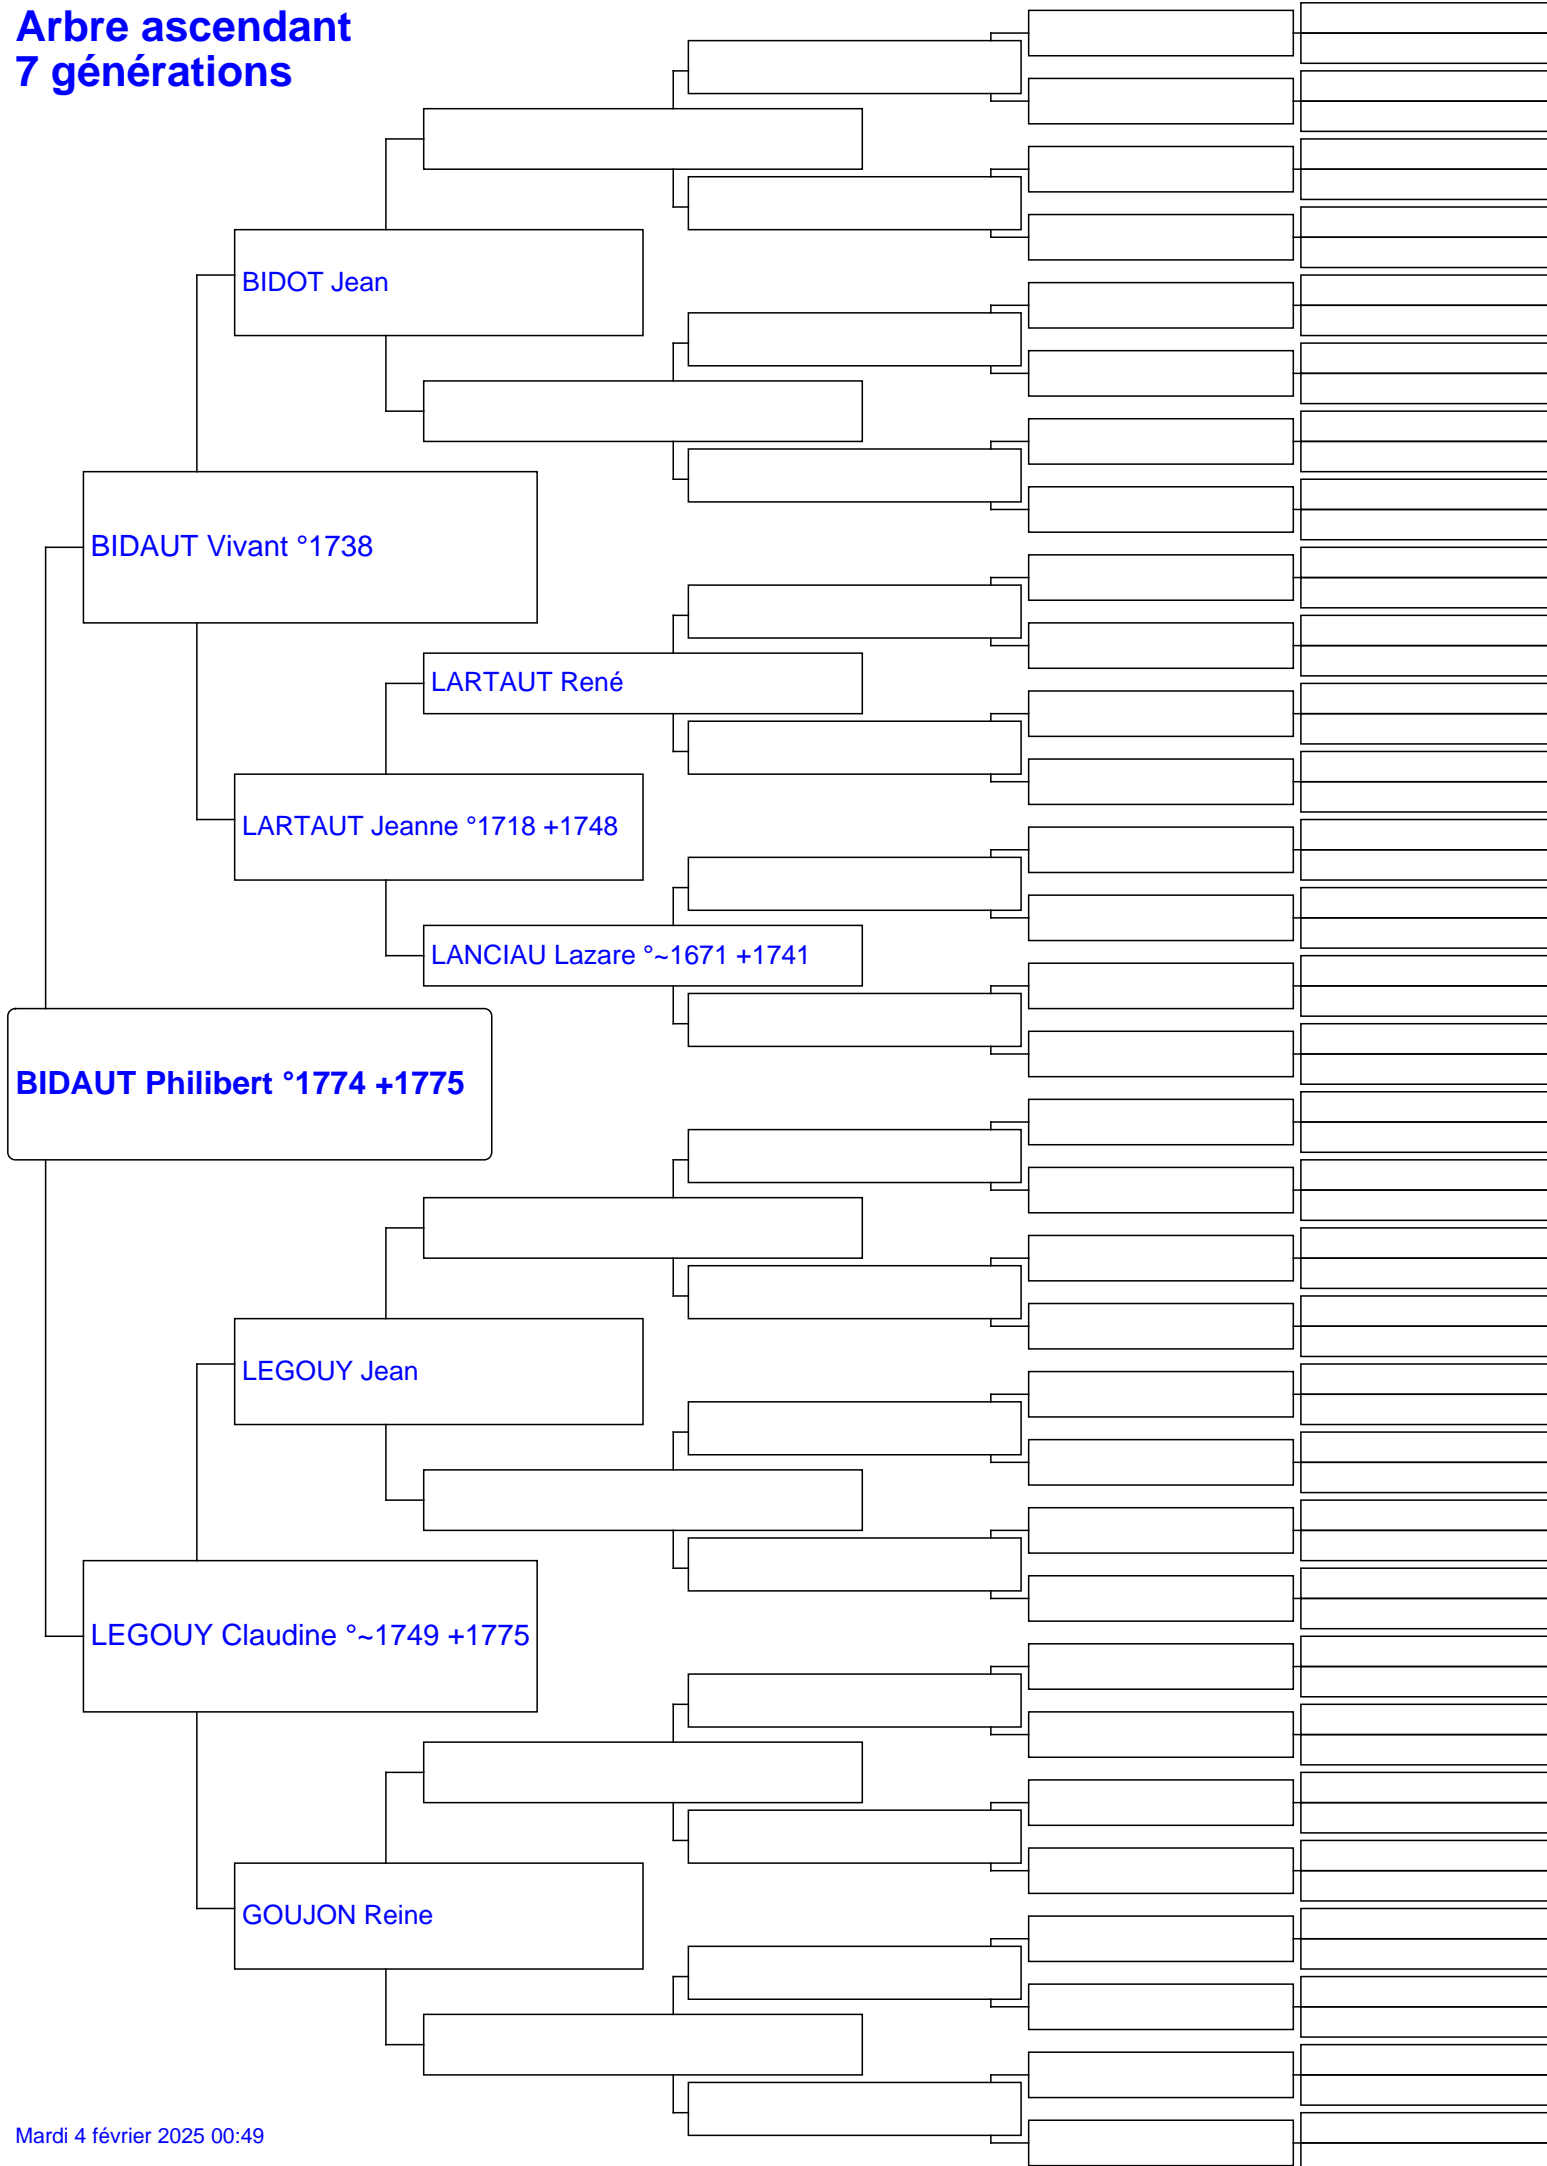 Arbre ascendant
7 générations
BIDOT Jean
BIDAUT Vivant °1738
LARTAUT René
LARTAUT Jeanne °1718 +1748
LANCIAU Lazare °~1671 +1741
BIDAUT Philibert °1774 +1775
LEGOUY Jean
LEGOUY Claudine °~1749 +1775
GOUJON Reine
Mardi 4 février 2025 00:49